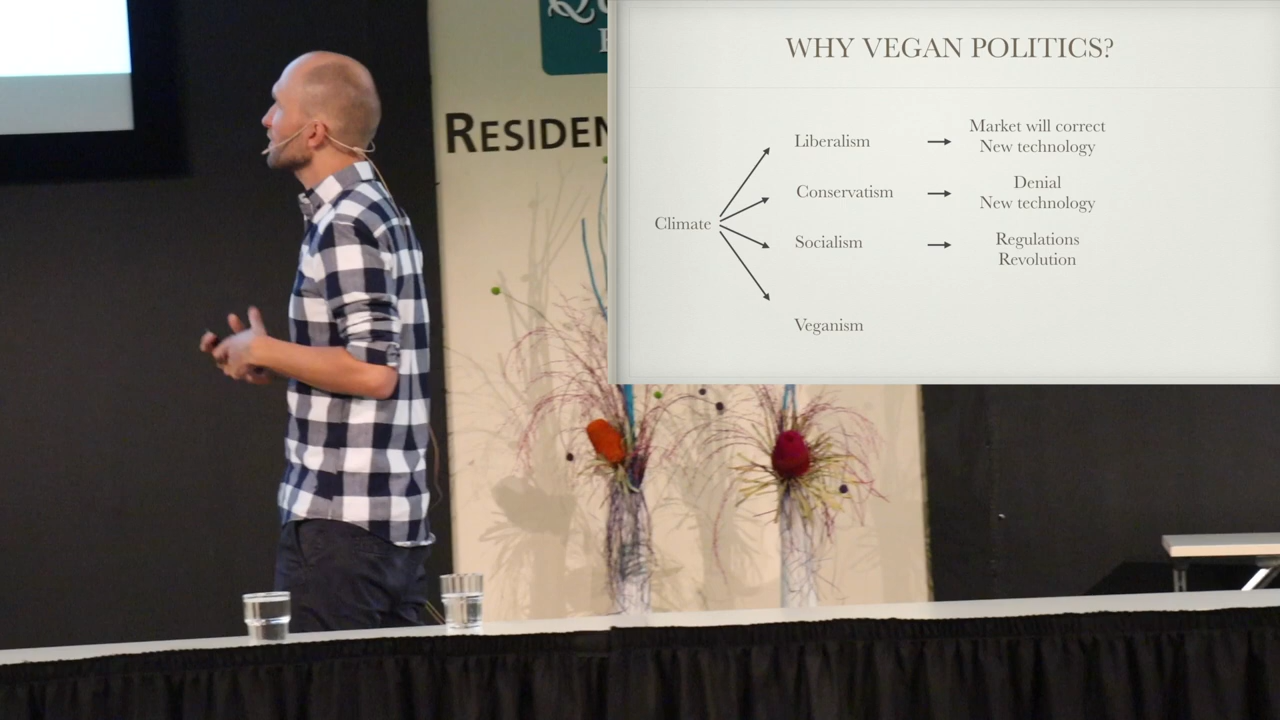 RESIDEN
WHY VEGAN POLITICS?
Climate
Liberalism
Market will correct
New technology
Conservatism
Denial
New technology
Socialism
Regulations
Revolution
Veganism